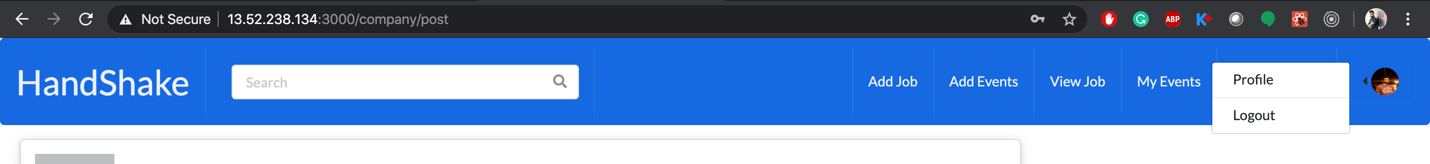 Not Secure | 13.52.238.134:3000/company/post
ABP
HandShake
Search
Add Job
Add Events
View Job
My Events
Profile
Logout